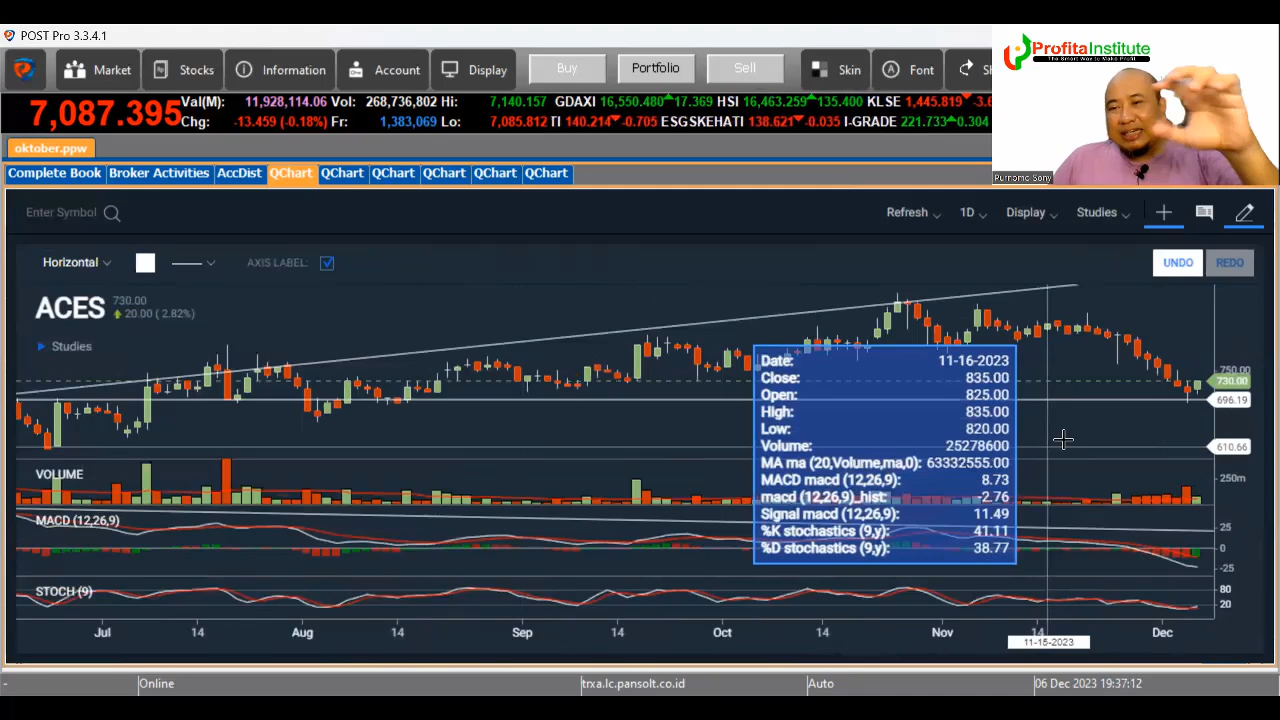 POST Pro 3.3.4.1
Market Stocks Information Account Display Buy Portfolio Sell Skin Font
ProfitaInstitute
The Smart Way to Make Profit
7,087.395 Val(M): 11,928,114.06 Vol: 268,736,802 Hi: 7,140.157 GDAXI 16,550.480 17.369 HSI 16,463.259 135.400 KLSE 1,445.819
Chg: -13.459 (-0.18%) Fr: 1,383,069 Lo: 7,085.812 TI 140.214 -0.705 ESGSKEHATI 138.621 -0.035 I-GRADE 221.733 0.304
oktober.ppw
Complete Book Broker Activities AccDist QChart QChart QChart QChart QChart QChart
Purnomo Sony
Enter Symbol Refresh 1D Display Studies
Horizontal AXIS LABEL: UNDO REDO
ACES 730.00
20.00 ( 2.82%)
Studies
Date: 11-16-2023
Close: 835.00
Open: 825.00
High: 835.00
Low: 820.00
Volume: 25278600
MA ma (20,Volume,ma,0): 63332555.00
MACD macd (12,26,9): 8.73
macd (12,26,9)_hist: -2.76
Signal macd (12,26,9): 11.49
%K stochastics (9,y): 41.11
%D stochastics (9,y): 38.77
750.00
730.00
696.19
610.66
VOLUME
250m
MACD (12,26,9)
25
0
-25
STOCH (9)
80
20
Jul 14 Aug 14 Sep 14 Oct 14 Nov 14 Dec
11-15-2023
- Online trxa.lc.pansolt.co.id Auto 06 Dec 2023 19:37:12